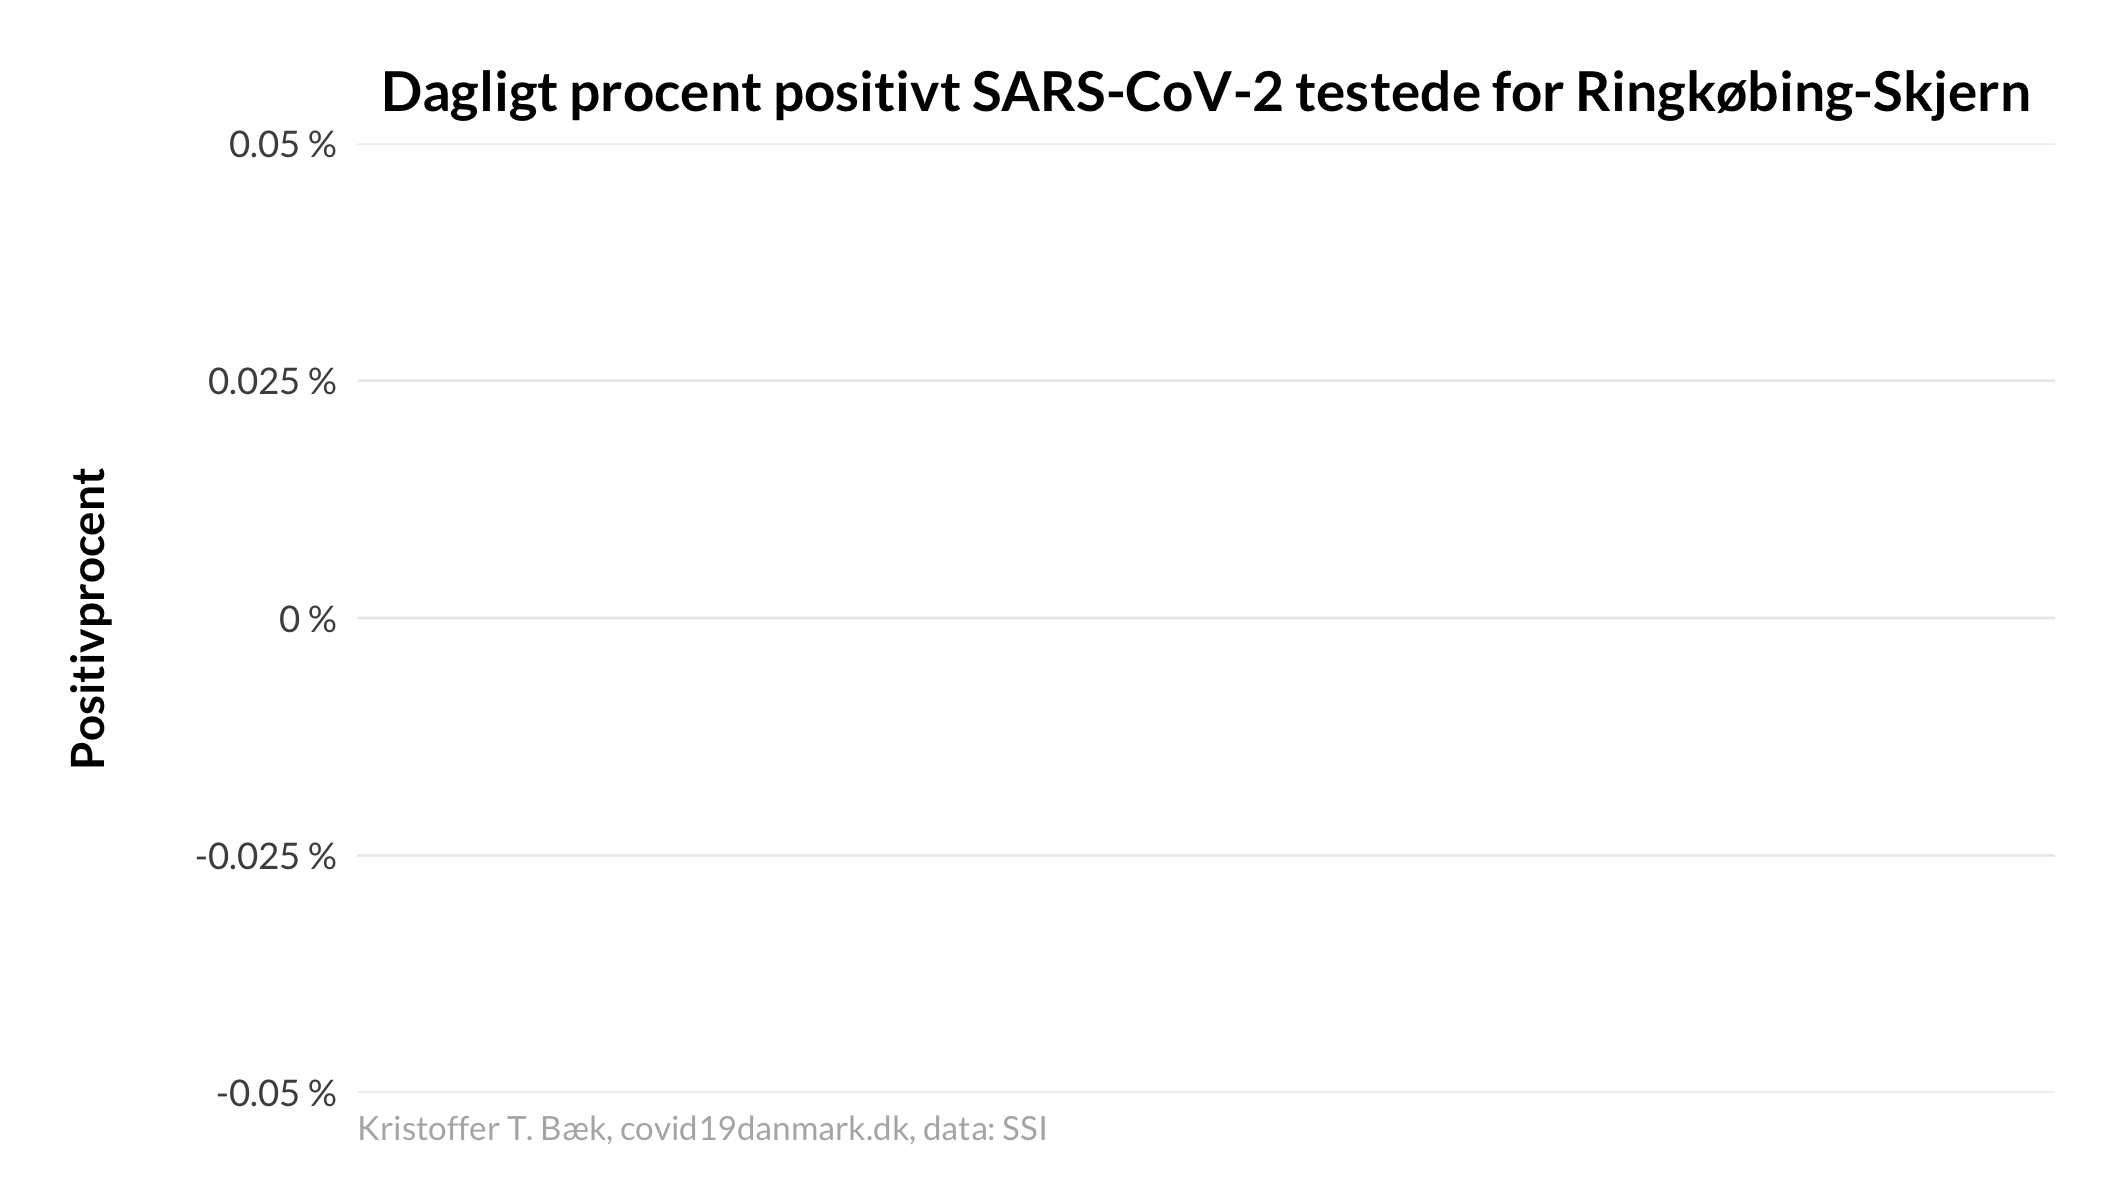 Dagligt procent positivt SARS-CoV-2 testede for Ringkøbing-Skjern
0.05 %
0.025 %
0 %
-0.025 %
-0.05 %
Positivprocent
Kristoffer T. Bæk, covid19danmark.dk, data: SSI